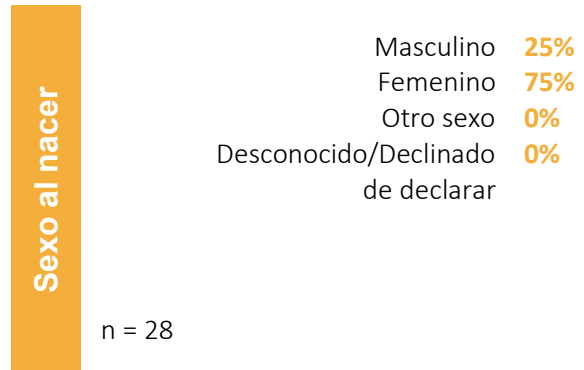 Sexo al nacer
Masculino 25%
Femenino 75%
Otro sexo 0%
Desconocido/Declinado 0%
de declarar
n = 28